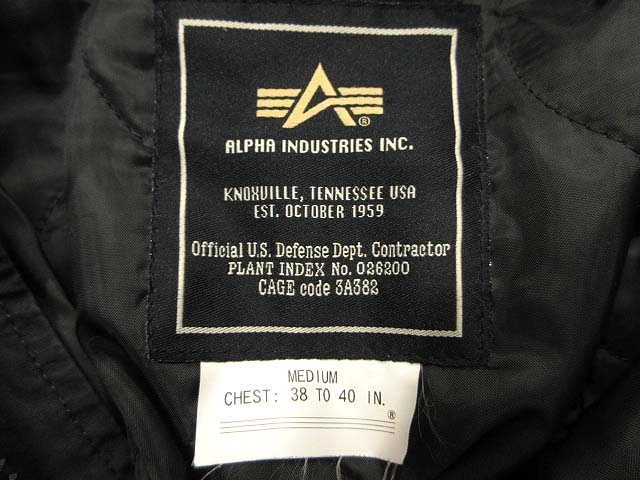 ®
ALPHA INDUSTRIES INC.
KNOXVILLE, TENNESSEE USA
EST. OCTOBER 1959
Official U.S. Defense Dept. Contractor
PLANT INDEX No. 026200
CAGE code 3A382
MEDIUM
CHEST: 38 TO 40 IN.
®